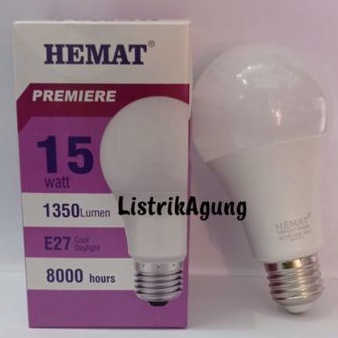 HEMAT®
PREMIERE
15
watt
1350 Lumen
E27 Cool Daylight
8000 hours
ListrikAgung
HEMAT®